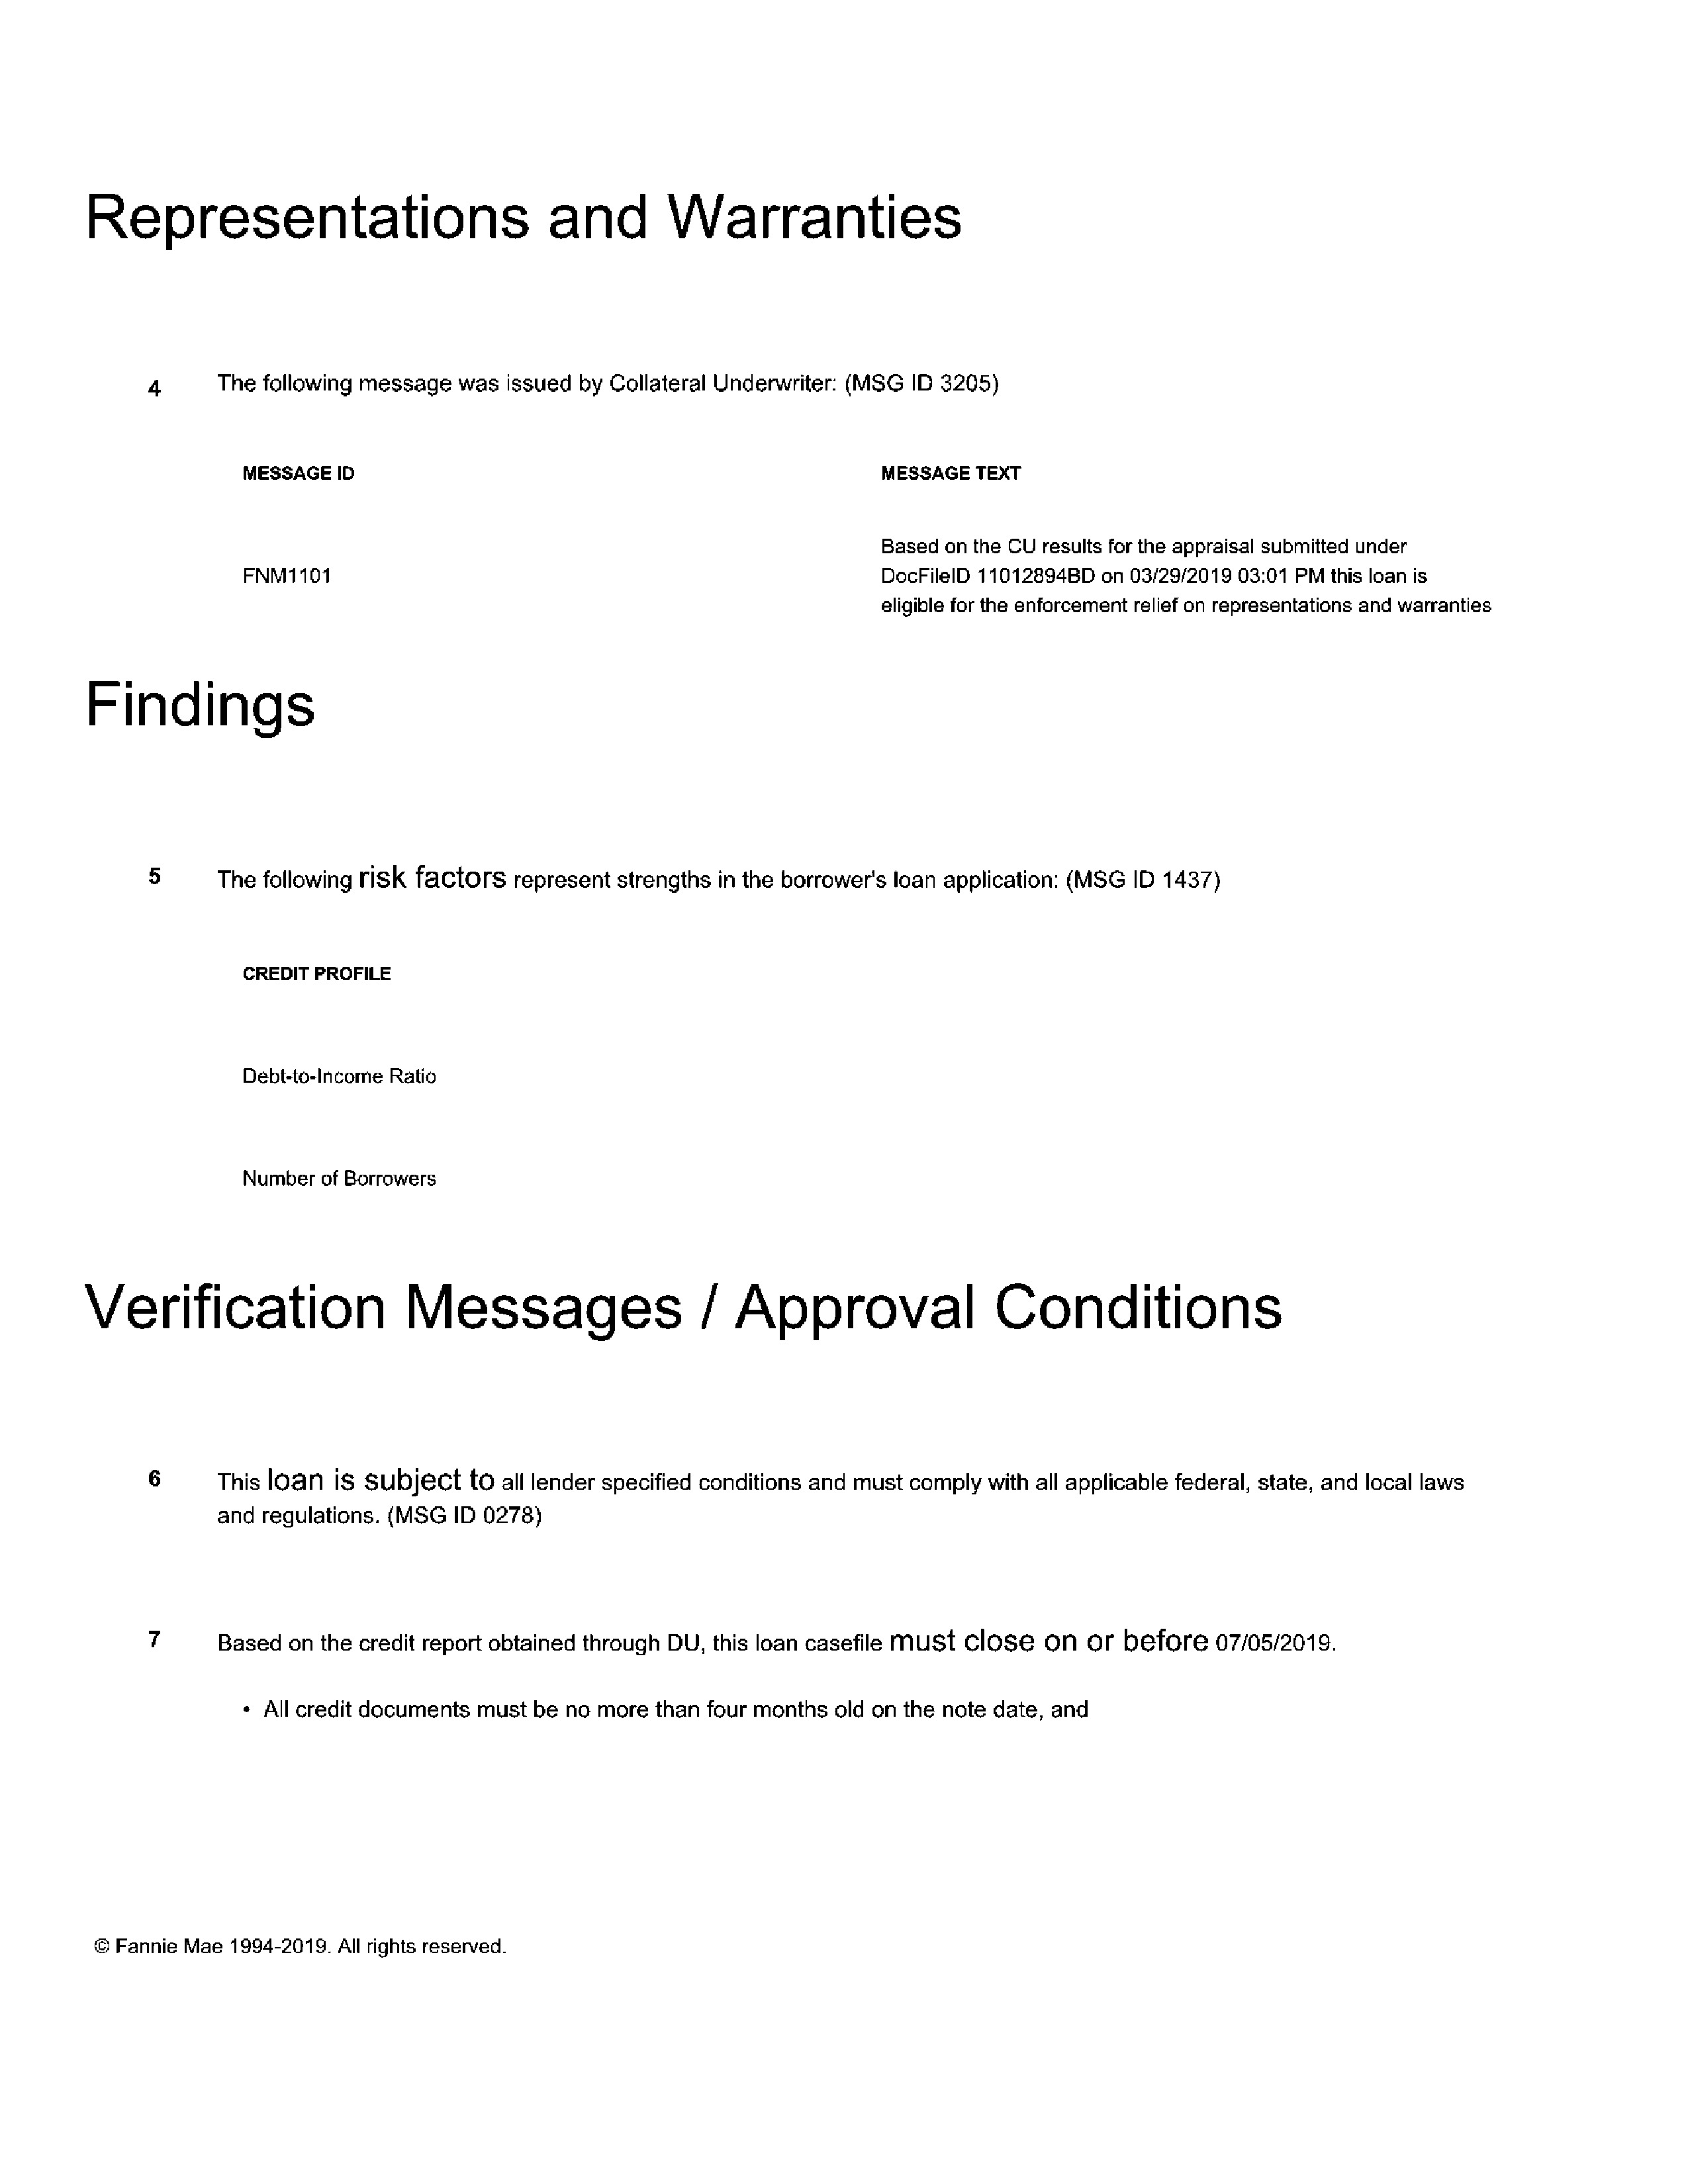 Representations and Warranties
4 The following message was issued by Collateral Underwriter: (MSG ID 3205)
MESSAGE ID MESSAGE TEXT
Based on the CU results for the appraisal submitted under
FNM1101 DocFileID 11012894BD on 03/29/2019 03:01 PM this loan is
eligible for the enforcement relief on representations and warranties
Findings
5 The following risk factors represent strengths in the borrower's loan application: (MSG ID 1437)
CREDIT PROFILE
Debt-to-Income Ratio
Number of Borrowers
Verification Messages / Approval Conditions
6 This loan is subject to all lender specified conditions and must comply with all applicable federal, state, and local laws
and regulations. (MSG ID 0278)
7 Based on the credit report obtained through DU, this loan casefile must close on or before 07/05/2019.
• All credit documents must be no more than four months old on the note date, and
© Fannie Mae 1994-2019. All rights reserved.